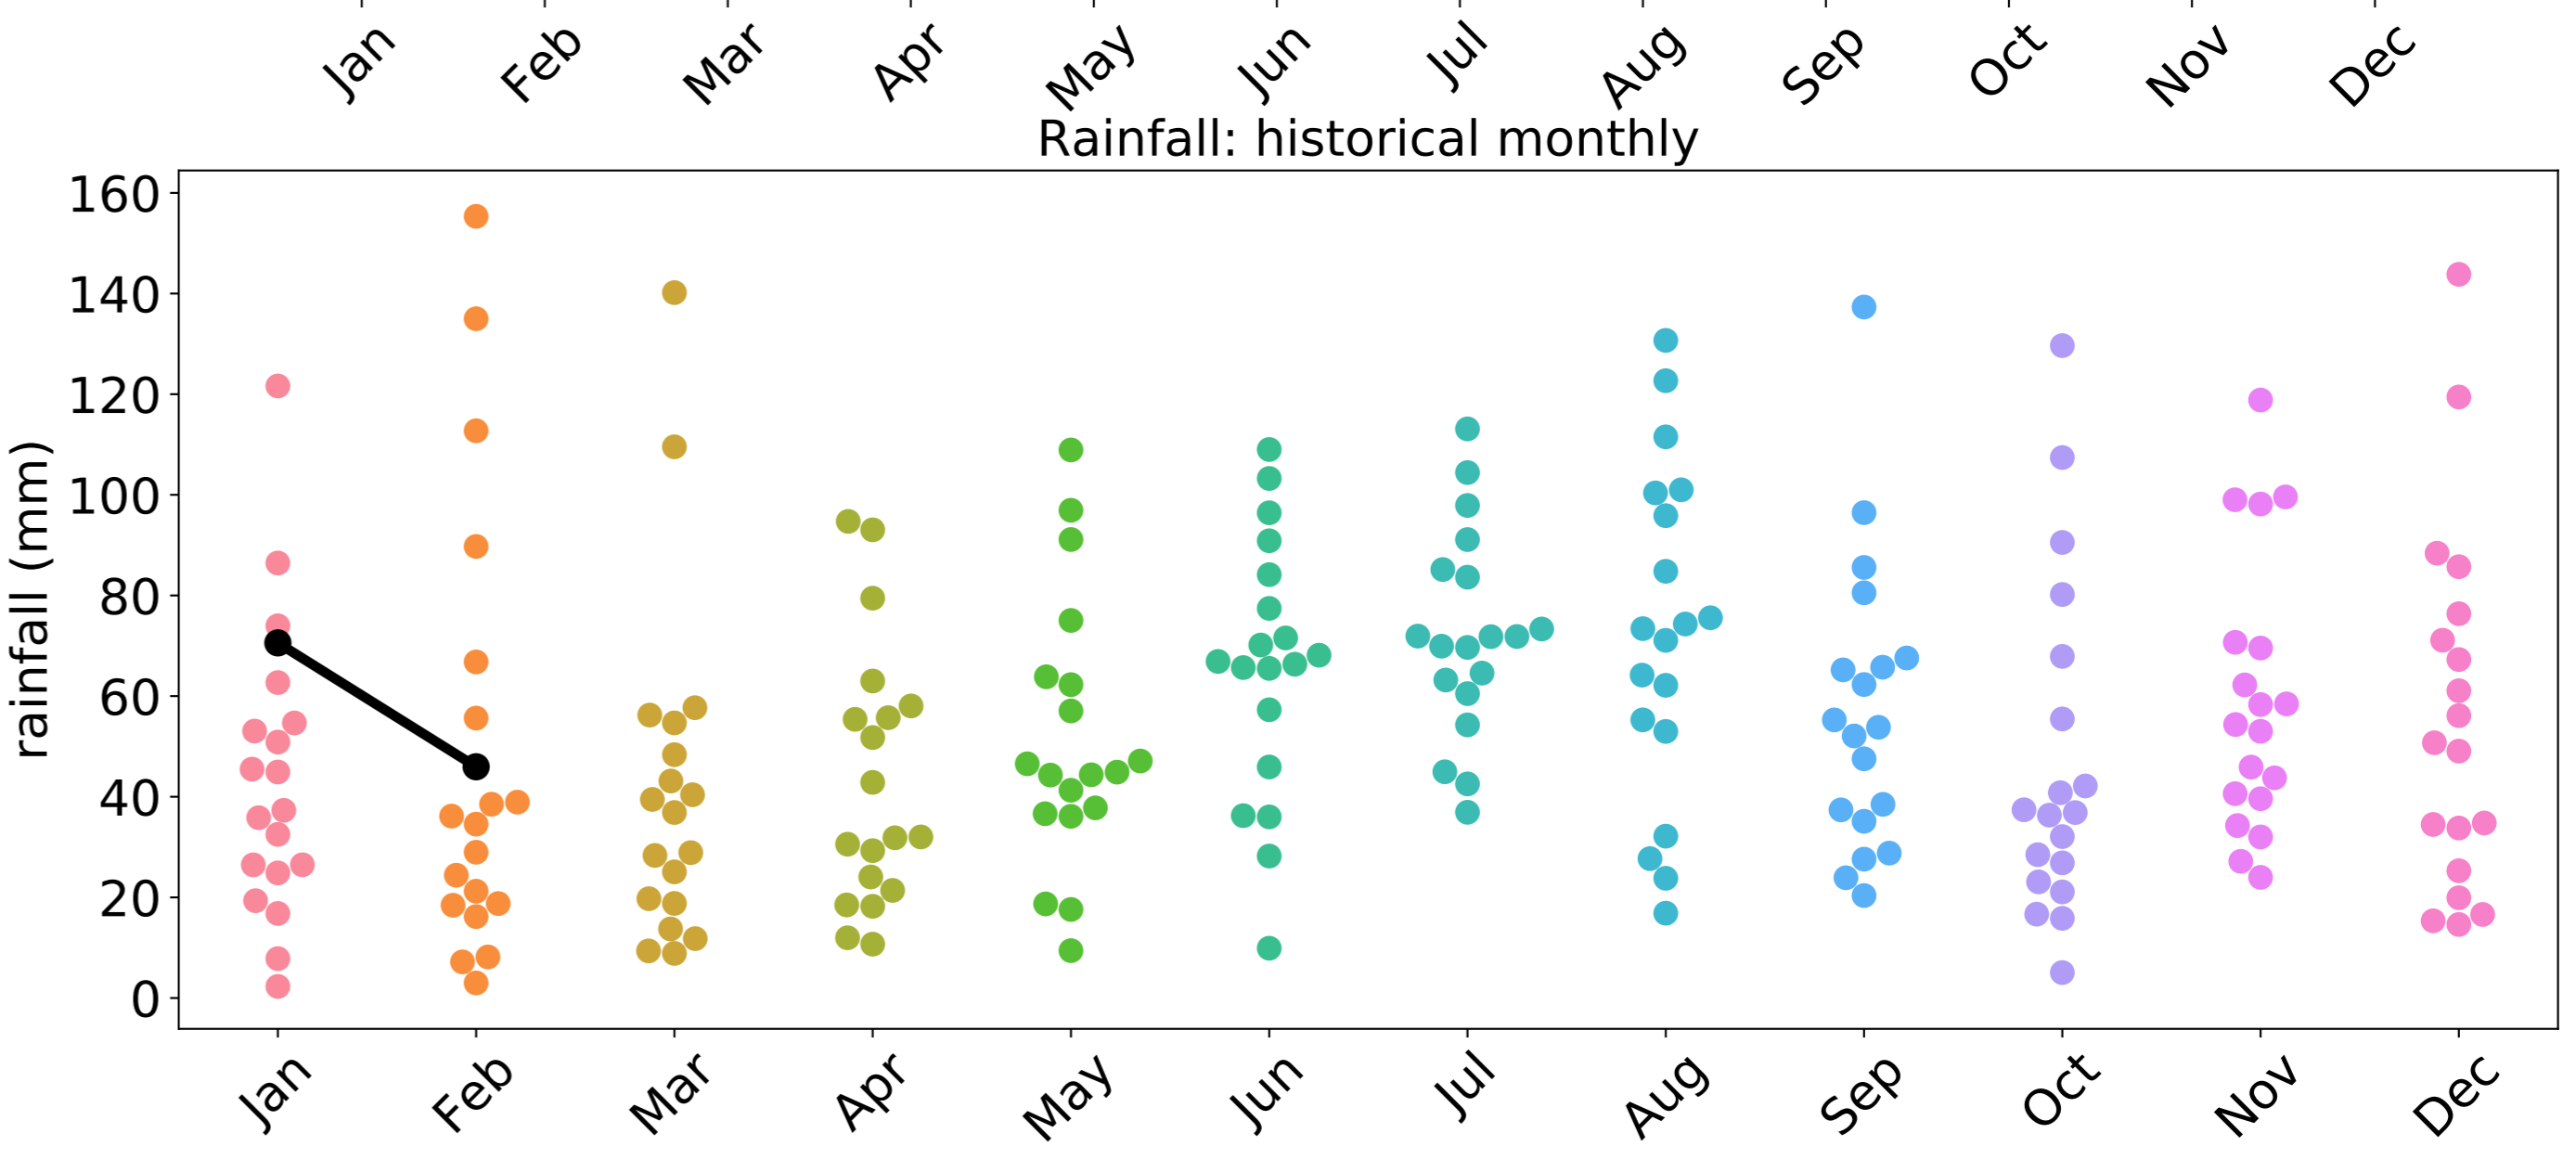 Jan Feb Mar Apr May Jun Jul Aug Sep Oct Nov Dec
Rainfall: historical monthly
160
140
120
100
80
60
40
20
0
rainfall (mm)
Jan Feb Mar Apr May Jun Jul Aug Sep Oct Nov Dec